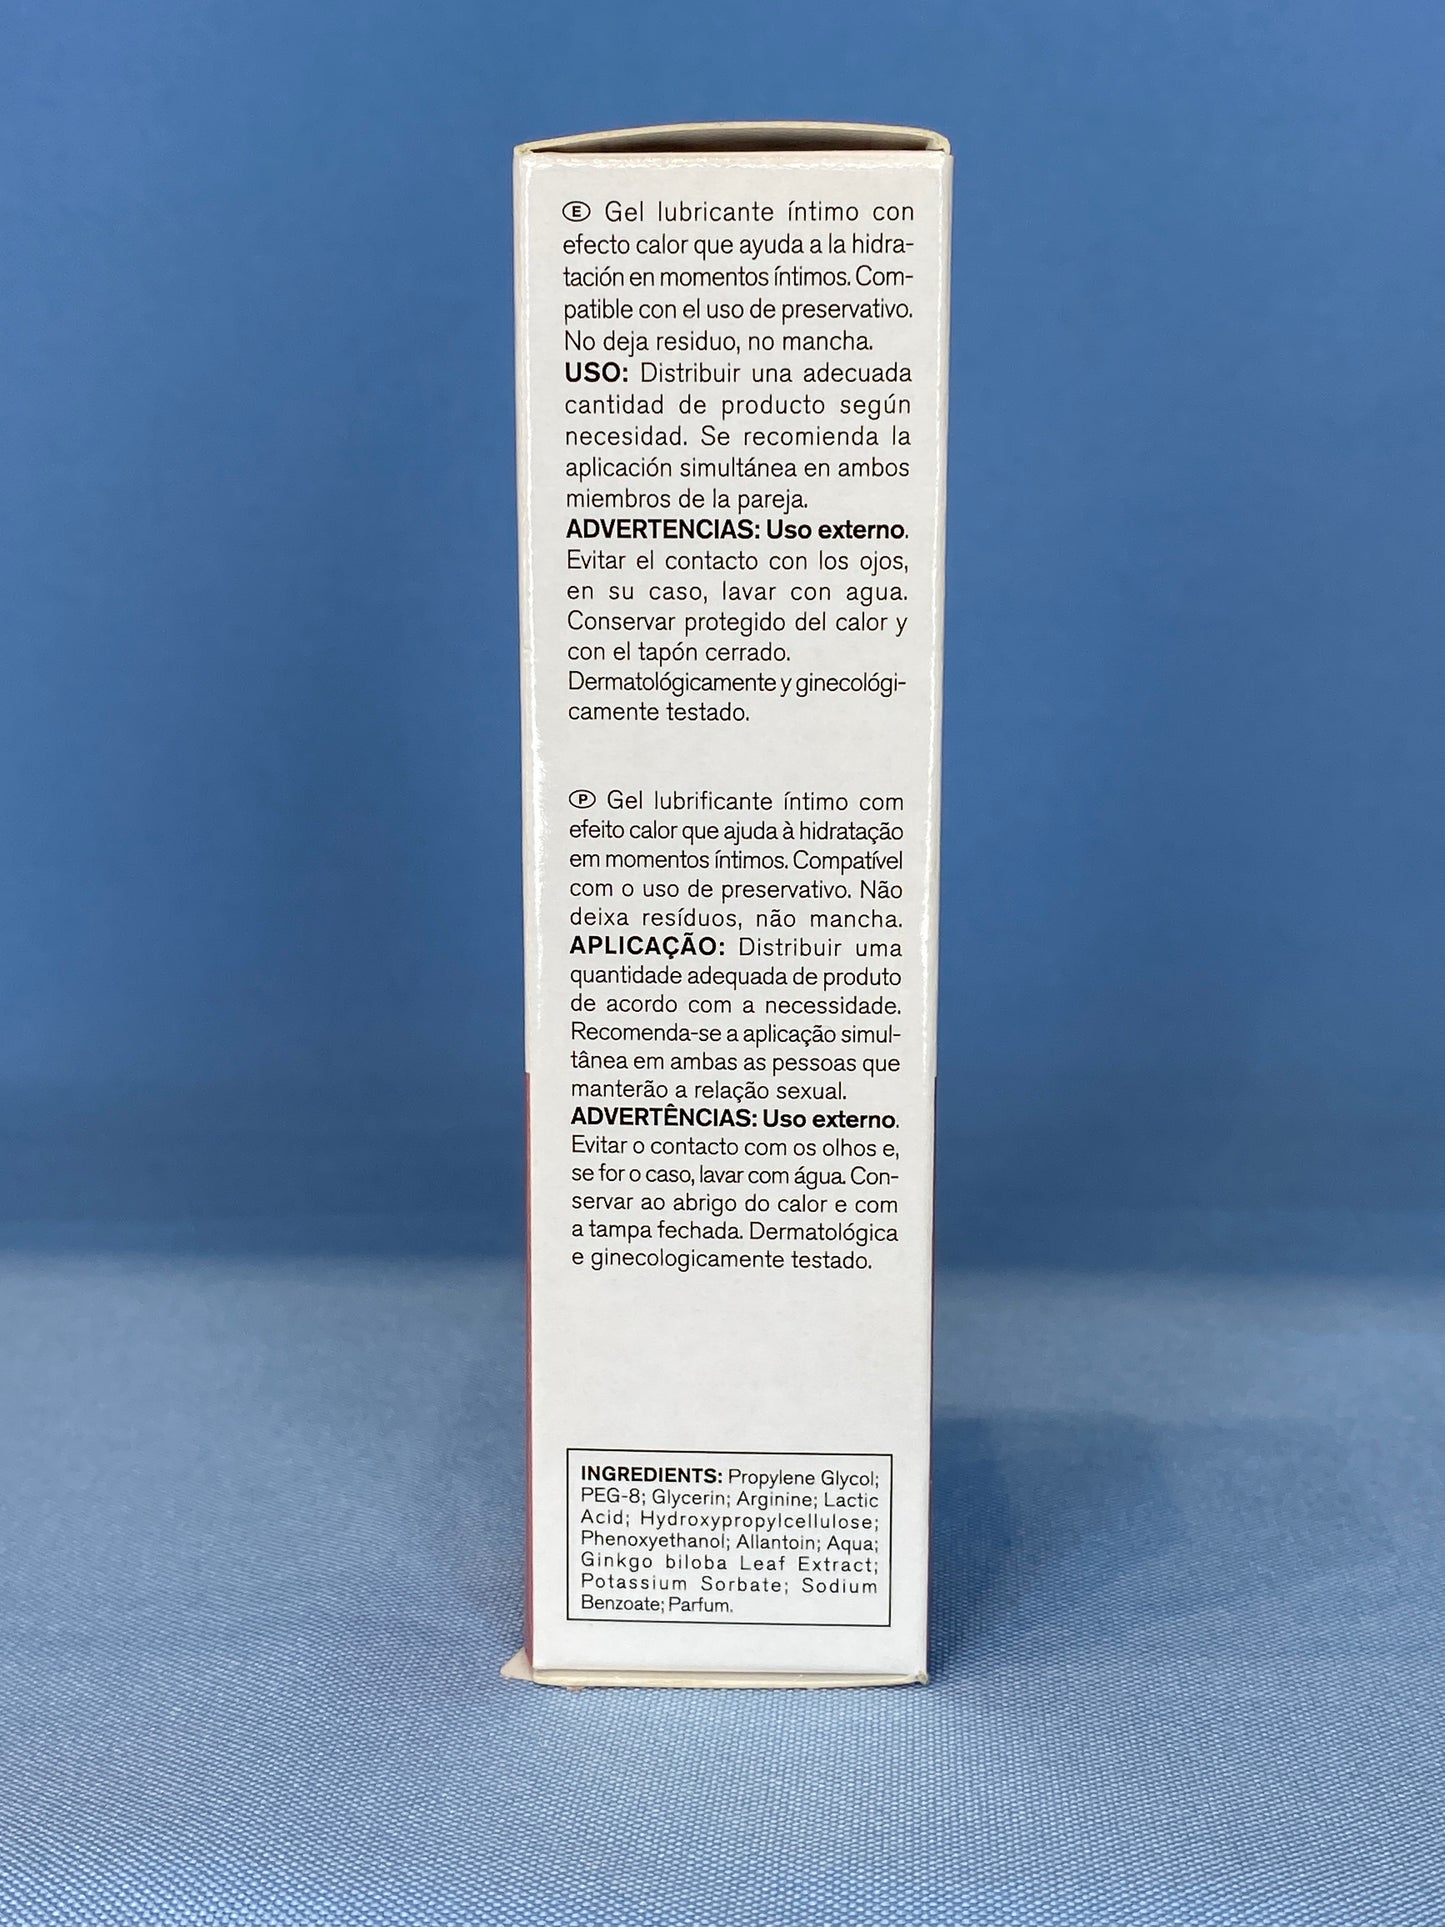 Ⓔ Gel lubricante íntimo con
efecto calor que ayuda a la hidra-
tación en momentos íntimos. Com-
patible con el uso de preservativo.
No deja residuo, no mancha.
USO: Distribuir una adecuada
cantidad de producto según
necesidad. Se recomienda la
aplicación simultánea en ambos
miembros de la pareja.
ADVERTENCIAS: Uso externo.
Evitar el contacto con los ojos,
en su caso, lavar con agua.
Conservar protegido del calor y
con el tapón cerrado.
Dermatológicamente y ginecológi-
camente testado.
Ⓟ Gel lubrificante íntimo com
efeito calor que ajuda à hidratação
em momentos íntimos. Compatível
com o uso de preservativo. Não
deixa resíduos, não mancha.
APLICAÇÃO: Distribuir uma
quantidade adequada de produto
de acordo com a necessidade.
Recomenda-se a aplicação simul-
tânea em ambas as pessoas que
manterão a relação sexual.
ADVERTÊNCIAS: Uso externo.
Evitar o contacto com os olhos e,
se for o caso, lavar com água. Con-
servar ao abrigo do calor e com
a tampa fechada. Dermatológica
e ginecologicamente testado.
INGREDIENTS: Propylene Glycol;
PEG-8; Glycerin; Arginine; Lactic
Acid; Hydroxypropylcellulose;
Phenoxyethanol; Allantoin; Aqua;
Ginkgo biloba Leaf Extract;
Potassium Sorbate; Sodium
Benzoate; Parfum.